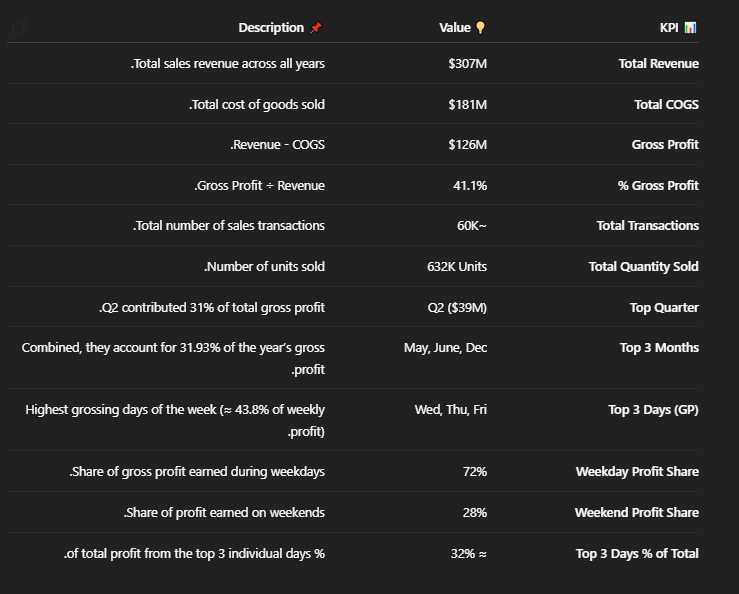 KPI 📊 Value 💡 Description 📌
Total Revenue $307M Total sales revenue across all years.
Total COGS $181M Total cost of goods sold.
Gross Profit $126M Revenue - COGS.
% Gross Profit 41.1% Gross Profit ÷ Revenue.
Total Transactions 60K~ Total number of sales transactions.
Total Quantity Sold 632K Units Number of units sold.
Top Quarter Q2 ($39M) Q2 contributed 31% of total gross profit.
Top 3 Months May, June, Dec Combined, they account for 31.93% of the year's gross
profit.
Top 3 Days (GP) Wed, Thu, Fri Highest grossing days of the week (≈ 43.8% of weekly
profit).
Weekday Profit Share 72% Share of gross profit earned during weekdays.
Weekend Profit Share 28% Share of profit earned on weekends.
Top 3 Days % of Total 32% ≈ % of total profit from the top 3 individual days.